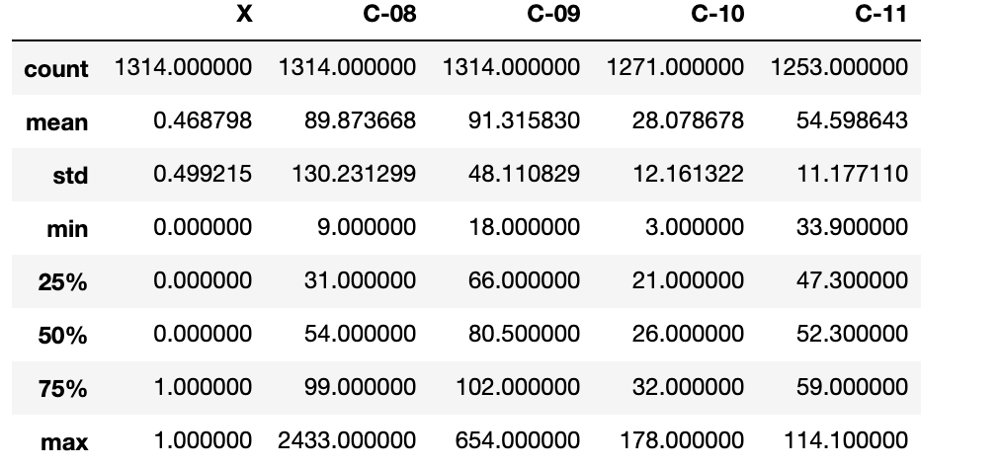 X C-08 C-09 C-10 C-11
count 1314.000000 1314.000000 1314.000000 1271.000000 1253.000000
mean 0.468798 89.873668 91.315830 28.078678 54.598643
std 0.499215 130.231299 48.110829 12.161322 11.177110
min 0.000000 9.000000 18.000000 3.000000 33.900000
25% 0.000000 31.000000 66.000000 21.000000 47.300000
50% 0.000000 54.000000 80.500000 26.000000 52.300000
75% 1.000000 99.000000 102.000000 32.000000 59.000000
max 1.000000 2433.000000 654.000000 178.000000 114.100000